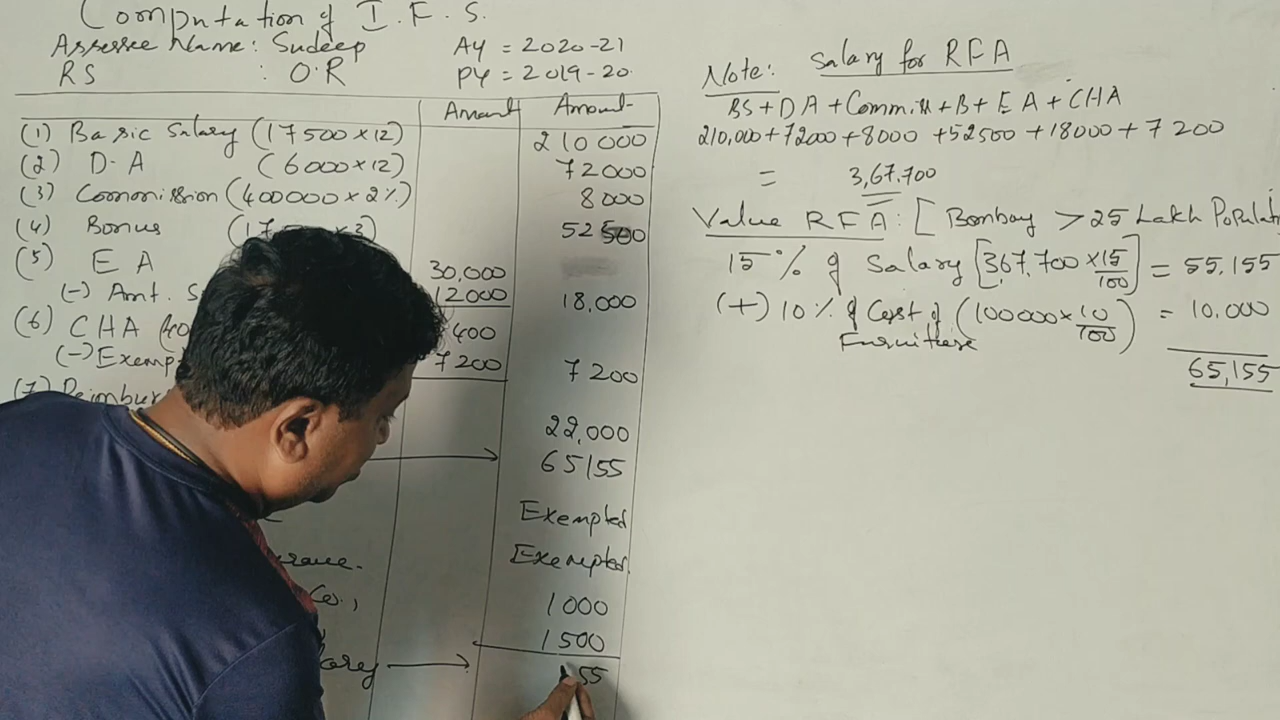 Computation of I.F.S.
Assessee Name: Sudeep AY = 2020-21
RS : O.R PY = 2019-20
Amount Amount
(1) Basic Salary (17500×12) 210000
(2) D-A (6000×12) 72000
(3) Commission (400000×2%) 8000
(4) Bonus 52500
(5) E A 30,000
(-) Amt. S 12000 18,000
(6) CHA 400
(-) Exemp 7200 7200
(7) Reimbur
22,000
65155
Exempted
Exempted
1000
1500
155
Note: Salary for RFA
BS + DA + Commiss + B + EA + CHA
210,000+72000+8000 +52500 +18000+7200
= 3,67,700
Value RFA: [Bombay >25 Lakh Populati
15% of Salary [367,700 × 15/100] = 55,155
(+) 10% of Cost of (100000×10/100) = 10,000
Furniture
65,155